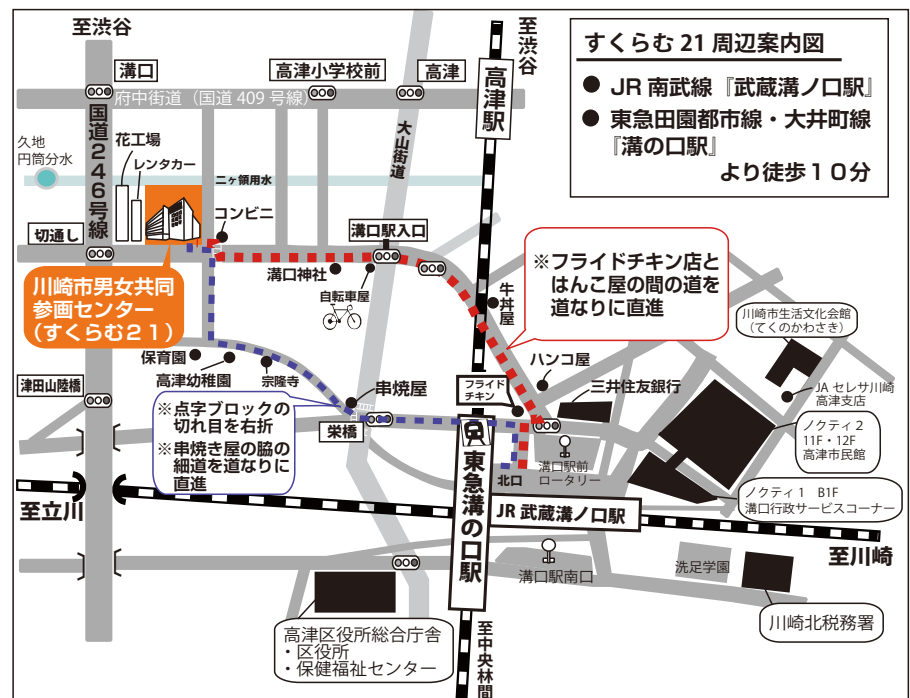 至渋谷
至渋谷
すくらむ21周辺案内図
● JR 南武線『武蔵溝ノ口駅』
● 東急田園都市線・大井町線
『溝の口駅』
より徒歩10分
溝口
高津小学校前
高津
高津駅
府中街道（国道 409 号線）
国道246号線
大山街道
久地
円筒分水
花工場
レンタカー
二ヶ領用水
コンビニ
切通し
溝口駅入口
溝口神社
自転車屋
※フライドチキン店と
はんこ屋の間の道を
道なりに直進
牛丼屋
川崎市男女共同
参画センター
（すくらむ２１）
川崎市生活文化会館
（てくのかわさき）
保育園
高津幼稚園
宗隆寺
ハンコ屋
三井住友銀行
JA セレサ川崎
高津支店
津田山陸橋
串焼屋
フライド
チキン
※点字ブロックの
切れ目を右折
※串焼き屋の脇の
細道を道なりに
直進
栄橋
ノクティ２
11F・12F
高津市民館
溝口駅前
ロータリー
北口
東急溝の口駅
ノクティ１ B1F
溝口行政サービスコーナー
至立川
JR 武蔵溝ノ口駅
至川崎
溝口駅南口
洗足学園
川崎北税務署
高津区役所総合庁舎
・区役所
・保健福祉センター
至中央林間